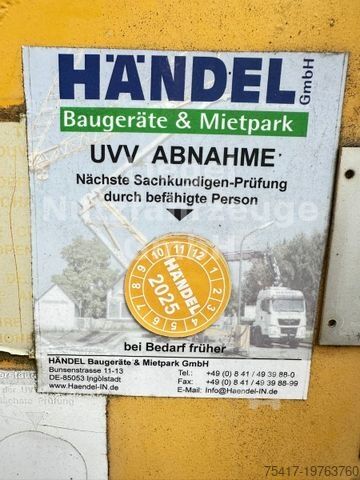 HÄNDEL GmbH
Baugeräte & Mietpark
UVV ABNAHME
Nächste Sachkundigen-Prüfung
durch befähigte Person
10 11 12 1 2 3 4 5 6 7 8 9
HÄNDEL
2025
bei Bedarf früher
HÄNDEL Baugeräte & Mietpark GmbH
Bunsenstrasse 11-13 Tel.: +49 (0) 8 41 / 49 39 88-0
DE-85053 Ingolstadt Fax: +49 (0) 8 41 / 49 39 88-99
www.Haendel-IN.de E-Mail: Info@Haendel-IN.de
75417-19763760